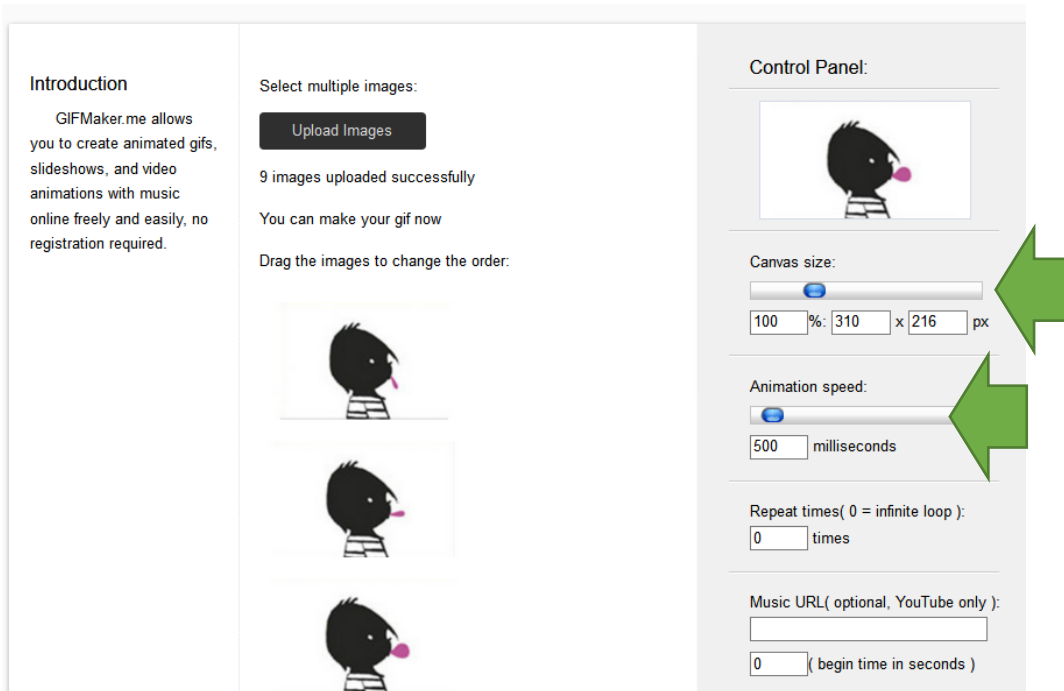 Introduction
GIFMaker.me allows
you to create animated gifs,
slideshows, and video
animations with music
online freely and easily, no
registration required.
Select multiple images:
Upload Images
9 images uploaded successfully
You can make your gif now
Drag the images to change the order:
Control Panel:
Canvas size:
100 %: 310 x 216 px
Animation speed:
500 milliseconds
Repeat times( 0 = infinite loop ):
0 times
Music URL( optional, YouTube only ):
0 ( begin time in seconds )